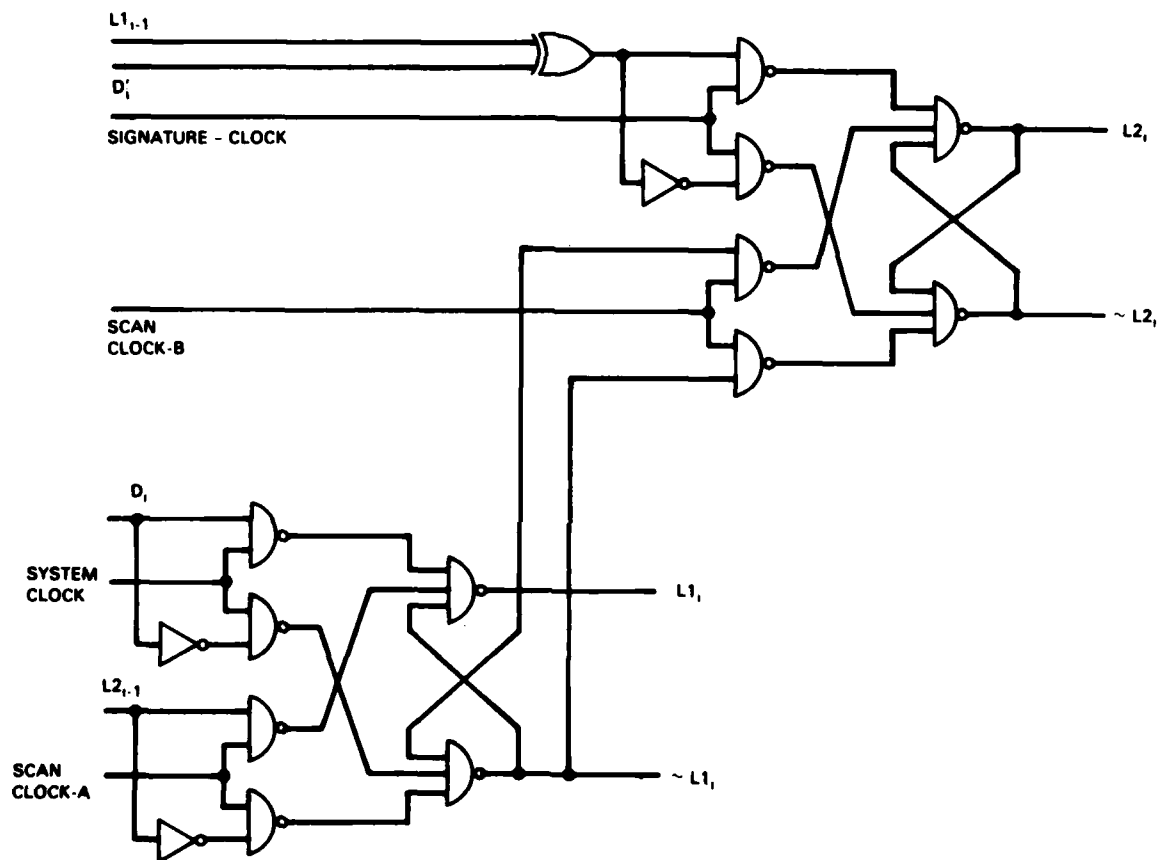 L1ᵢ₋₁
D′ᵢ
SIGNATURE - CLOCK
L2ᵢ
SCAN
CLOCK-B
~ L2ᵢ
Dᵢ
SYSTEM
CLOCK
L1ᵢ
L2ᵢ₋₁
SCAN
CLOCK-A
~ L1ᵢ